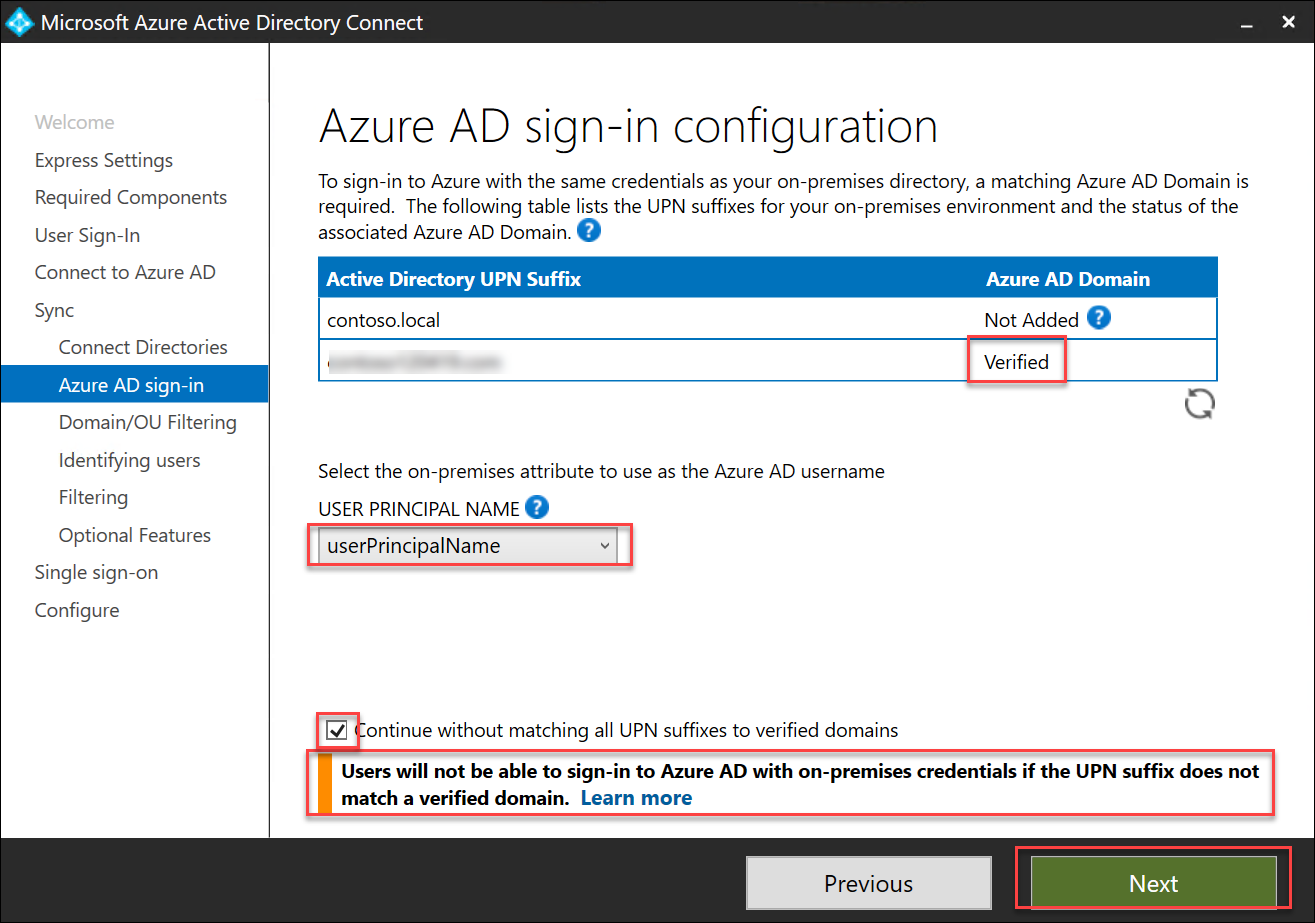 Microsoft Azure Active Directory Connect
Welcome
Express Settings
Required Components
User Sign-In
Connect to Azure AD
Sync
Connect Directories
Azure AD sign-in
Domain/OU Filtering
Identifying users
Filtering
Optional Features
Single sign-on
Configure
Azure AD sign-in configuration
To sign-in to Azure with the same credentials as your on-premises directory, a matching Azure AD Domain is
required.  The following table lists the UPN suffixes for your on-premises environment and the status of the
associated Azure AD Domain. ?
Active Directory UPN Suffix Azure AD Domain
contoso.local Not Added ?
Verified
Select the on-premises attribute to use as the Azure AD username
USER PRINCIPAL NAME ?
userPrincipalName
Continue without matching all UPN suffixes to verified domains
Users will not be able to sign-in to Azure AD with on-premises credentials if the UPN suffix does not
match a verified domain.  Learn more
Previous Next